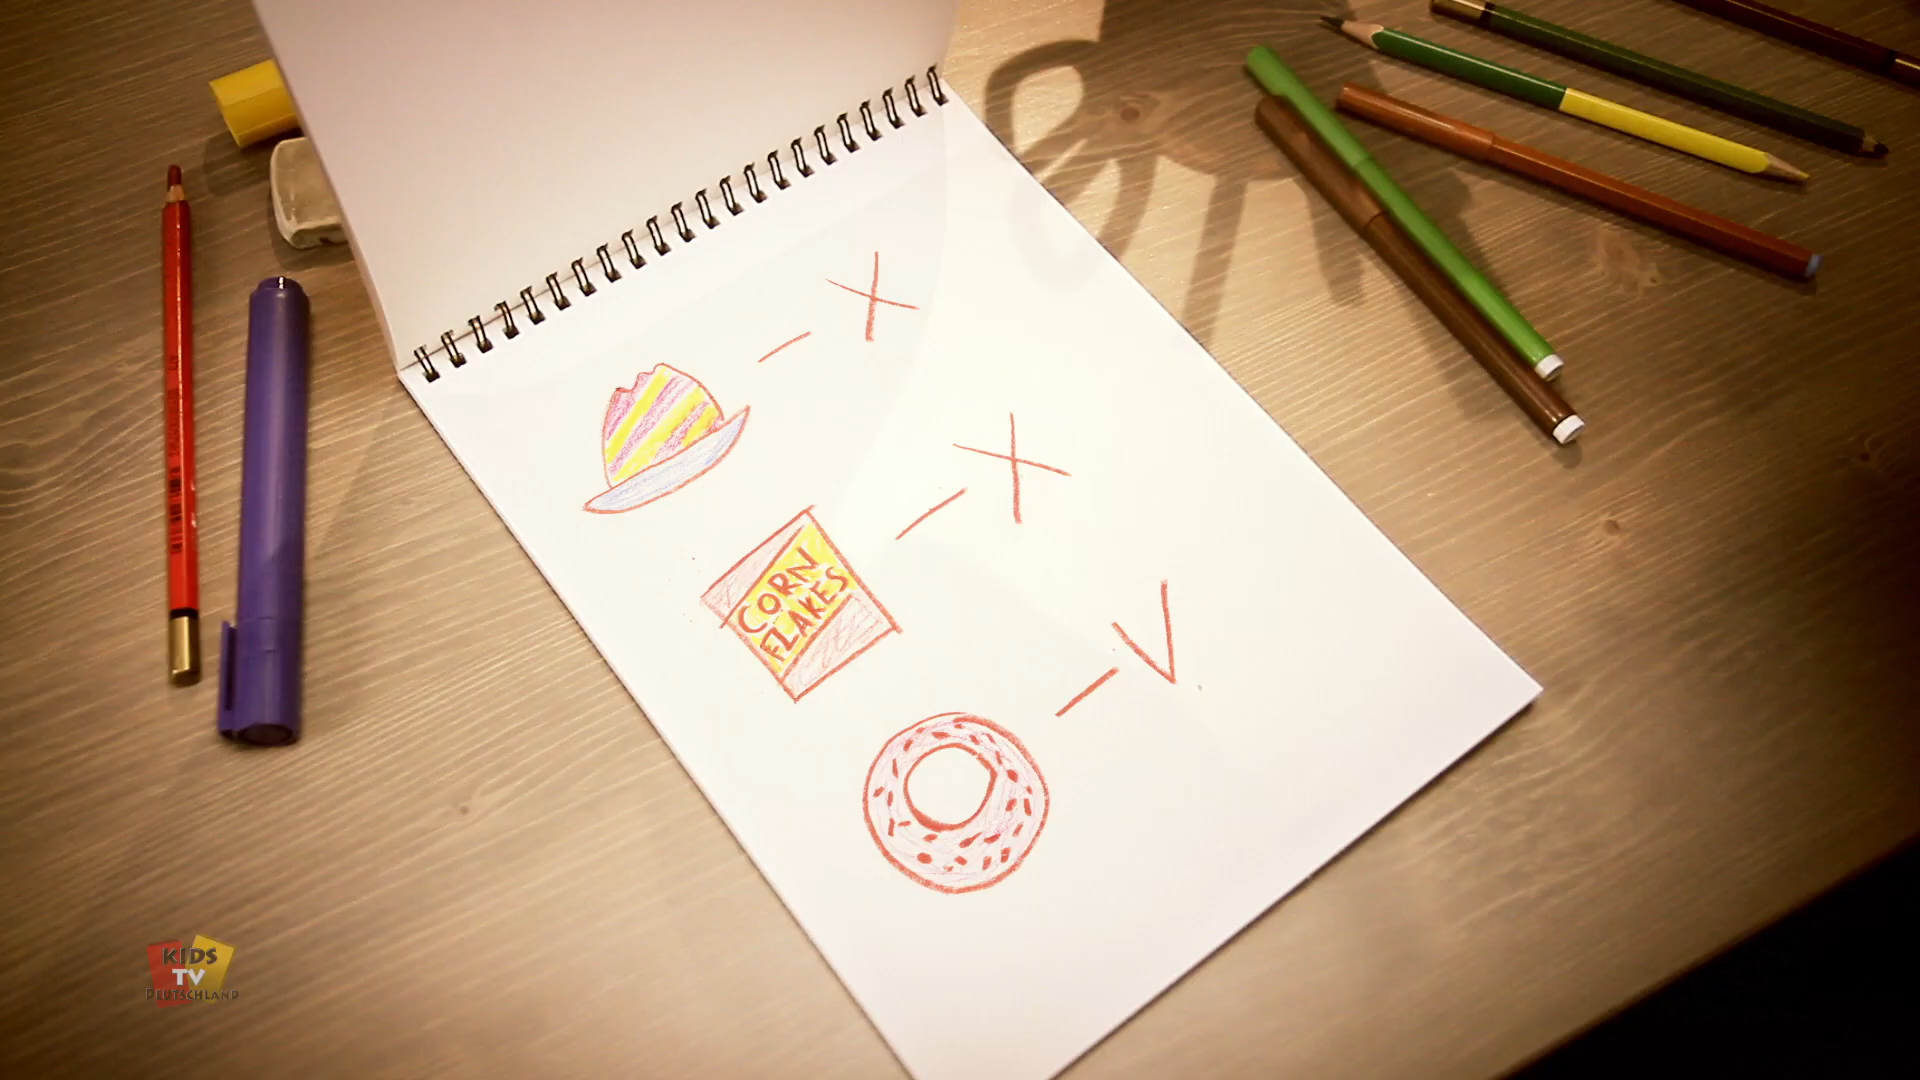 X
CORN
FLAKES
X
V
KIDS
TV
DEUTSCHLAND